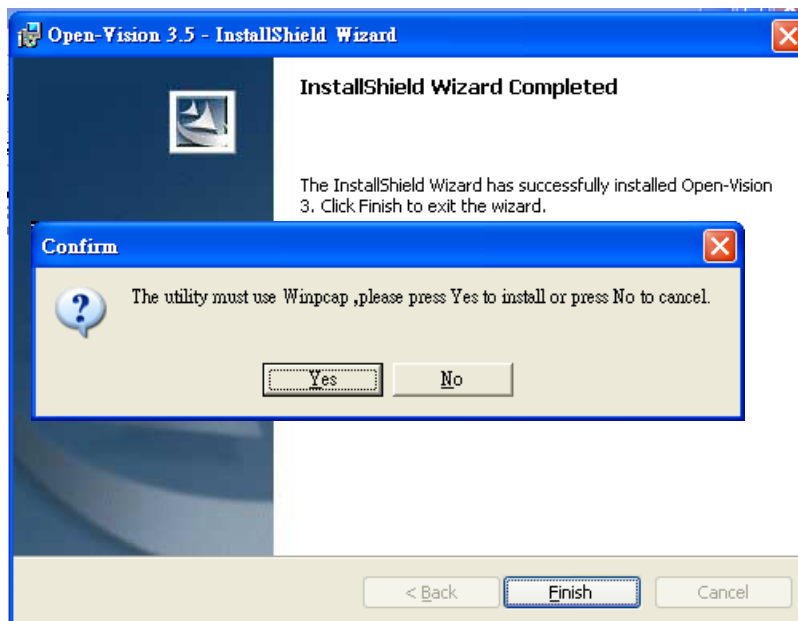 Open-Vision 3.5 - InstallShield Wizard
InstallShield Wizard Completed
The InstallShield Wizard has successfully installed Open-Vision
3. Click Finish to exit the wizard.
Confirm
The utility must use Winpcap ,please press Yes to install or press No to cancel.
Yes No
< Back Finish Cancel